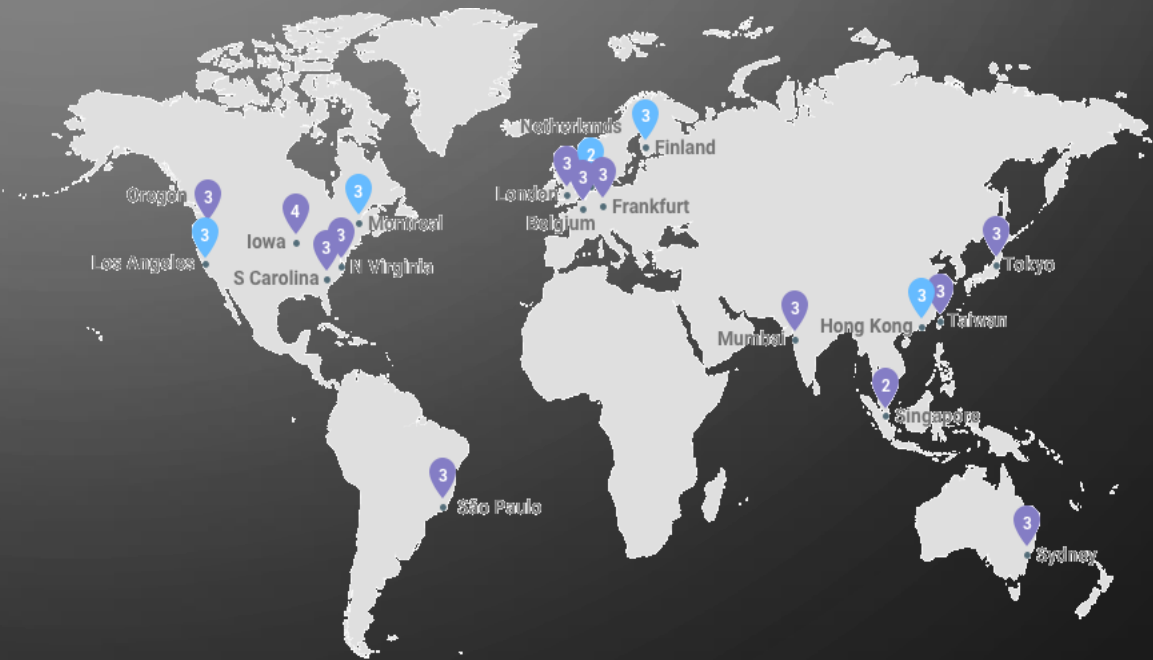 3
Finland
Netherlands
2
3
3
3
London
Frankfurt
Belgium
Oregon
3
3
Montreal
4
Iowa
3
Los Angeles
3
3
N Virginia
S Carolina
3
Tokyo
3
Mumbai
3
Hong Kong
3
Taiwan
2
Singapore
3
São Paulo
3
Sydney